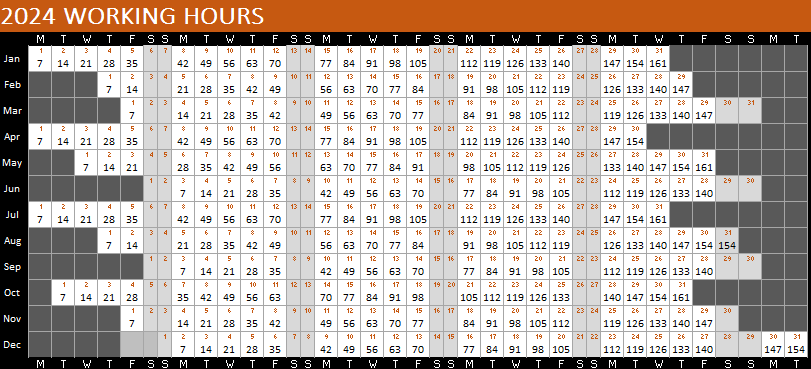 2024 WORKING HOURS
M T W T F S S M T W T F S S M T W T F S S M T W T F S S M T W T F S S M T
1 2 3 4 5 6 7 8 9 10 11 12 13 14 15 16 17 18 19 20 21 22 23 24 25 26 27 28 29 30 31
Jan 7 14 21 28 35 42 49 56 63 70 77 84 91 98 105 112 119 126 133 140 147 154 161
1 2 3 4 5 6 7 8 9 10 11 12 13 14 15 16 17 18 19 20 21 22 23 24 25 26 27 28 29
Feb 7 14 21 28 35 42 49 56 63 70 77 84 91 98 105 112 119 126 133 140 147
1 2 3 4 5 6 7 8 9 10 11 12 13 14 15 16 17 18 19 20 21 22 23 24 25 26 27 28 29 30 31
Mar 7 14 21 28 35 42 49 56 63 70 77 84 91 98 105 112 119 126 133 140 147
1 2 3 4 5 6 7 8 9 10 11 12 13 14 15 16 17 18 19 20 21 22 23 24 25 26 27 28 29 30
Apr 7 14 21 28 35 42 49 56 63 70 77 84 91 98 105 112 119 126 133 140 147 154
1 2 3 4 5 6 7 8 9 10 11 12 13 14 15 16 17 18 19 20 21 22 23 24 25 26 27 28 29 30 31
May 7 14 21 28 35 42 49 56 63 70 77 84 91 98 105 112 119 126 133 140 147 154 161
1 2 3 4 5 6 7 8 9 10 11 12 13 14 15 16 17 18 19 20 21 22 23 24 25 26 27 28 29 30
Jun 7 14 21 28 35 42 49 56 63 70 77 84 91 98 105 112 119 126 133 140
1 2 3 4 5 6 7 8 9 10 11 12 13 14 15 16 17 18 19 20 21 22 23 24 25 26 27 28 29 30 31
Jul 7 14 21 28 35 42 49 56 63 70 77 84 91 98 105 112 119 126 133 140 147 154 161
1 2 3 4 5 6 7 8 9 10 11 12 13 14 15 16 17 18 19 20 21 22 23 24 25 26 27 28 29 30 31
Aug 7 14 21 28 35 42 49 56 63 70 77 84 91 98 105 112 119 126 133 140 147 154 154
1 2 3 4 5 6 7 8 9 10 11 12 13 14 15 16 17 18 19 20 21 22 23 24 25 26 27 28 29 30
Sep 7 14 21 28 35 42 49 56 63 70 77 84 91 98 105 112 119 126 133 140
1 2 3 4 5 6 7 8 9 10 11 12 13 14 15 16 17 18 19 20 21 22 23 24 25 26 27 28 29 30 31
Oct 7 14 21 28 35 42 49 56 63 70 77 84 91 98 105 112 119 126 133 140 147 154 161
1 2 3 4 5 6 7 8 9 10 11 12 13 14 15 16 17 18 19 20 21 22 23 24 25 26 27 28 29 30
Nov 7 14 21 28 35 42 49 56 63 70 77 84 91 98 105 112 119 126 133 140 147
1 2 3 4 5 6 7 8 9 10 11 12 13 14 15 16 17 18 19 20 21 22 23 24 25 26 27 28 29 30 31
Dec 7 14 21 28 35 42 49 56 63 70 77 84 91 98 105 112 119 126 133 140 147 154
M T W T F S S M T W T F S S M T W T F S S M T W T F S S M T W T F S S M T